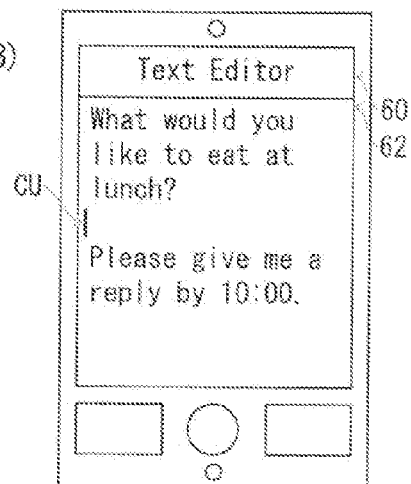 B)
Text Editor
60
What would you
62
like to eat at
lunch?
CU
Please give me a
reply by 10:00.